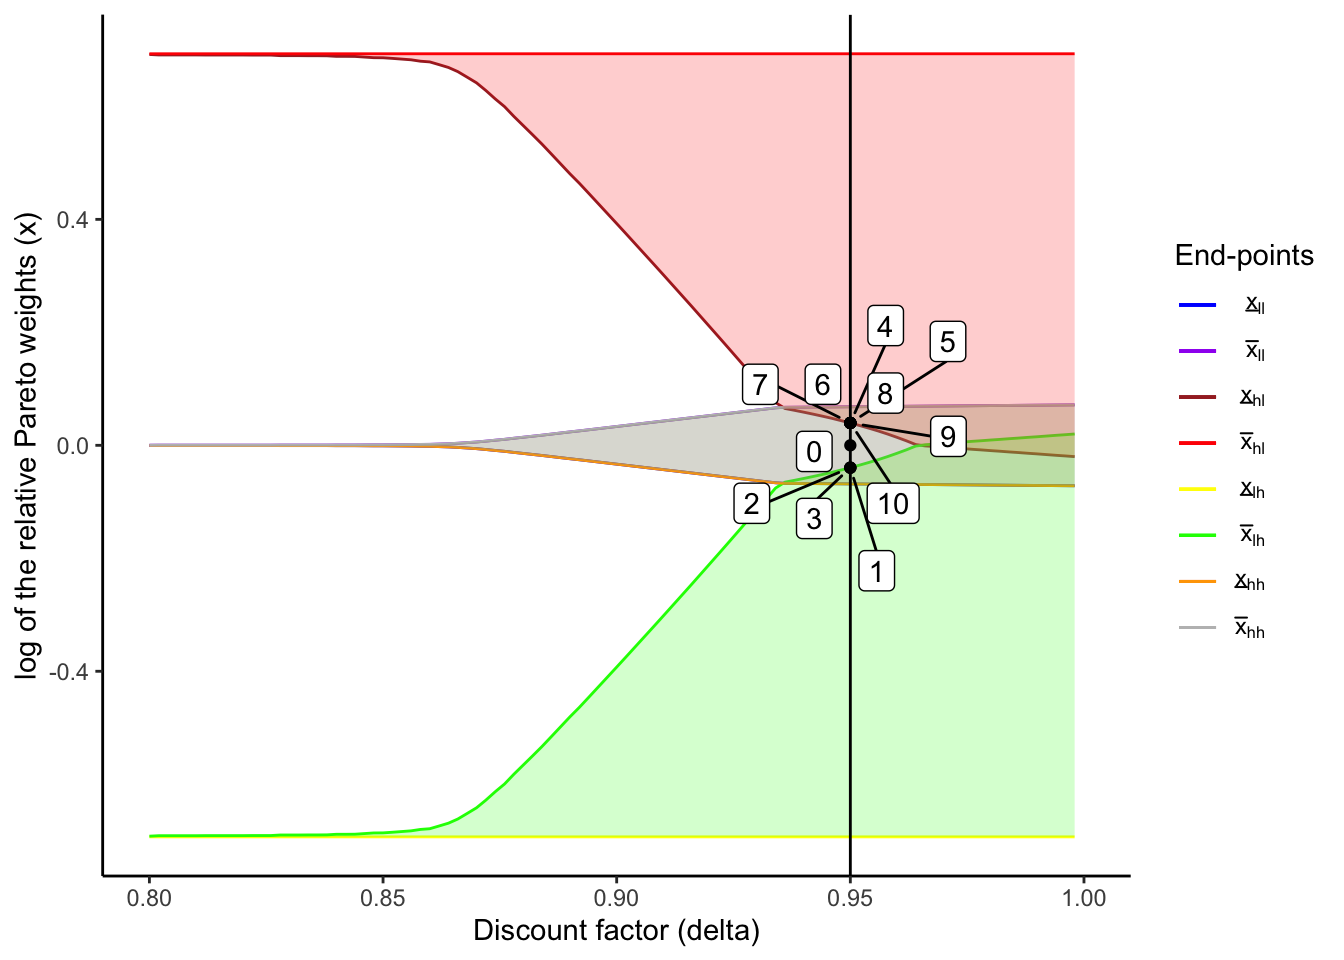 log of the relative Pareto weights (x)
0.4
0.0
-0.4
4
5
7
6
8
9
0
2
3
10
1
0.80
0.85
0.90
0.95
1.00
Discount factor (delta)
End-points
x̲ll
x̅ll
x̲hl
x̅hl
x̲lh
x̅lh
x̲hh
x̅hh